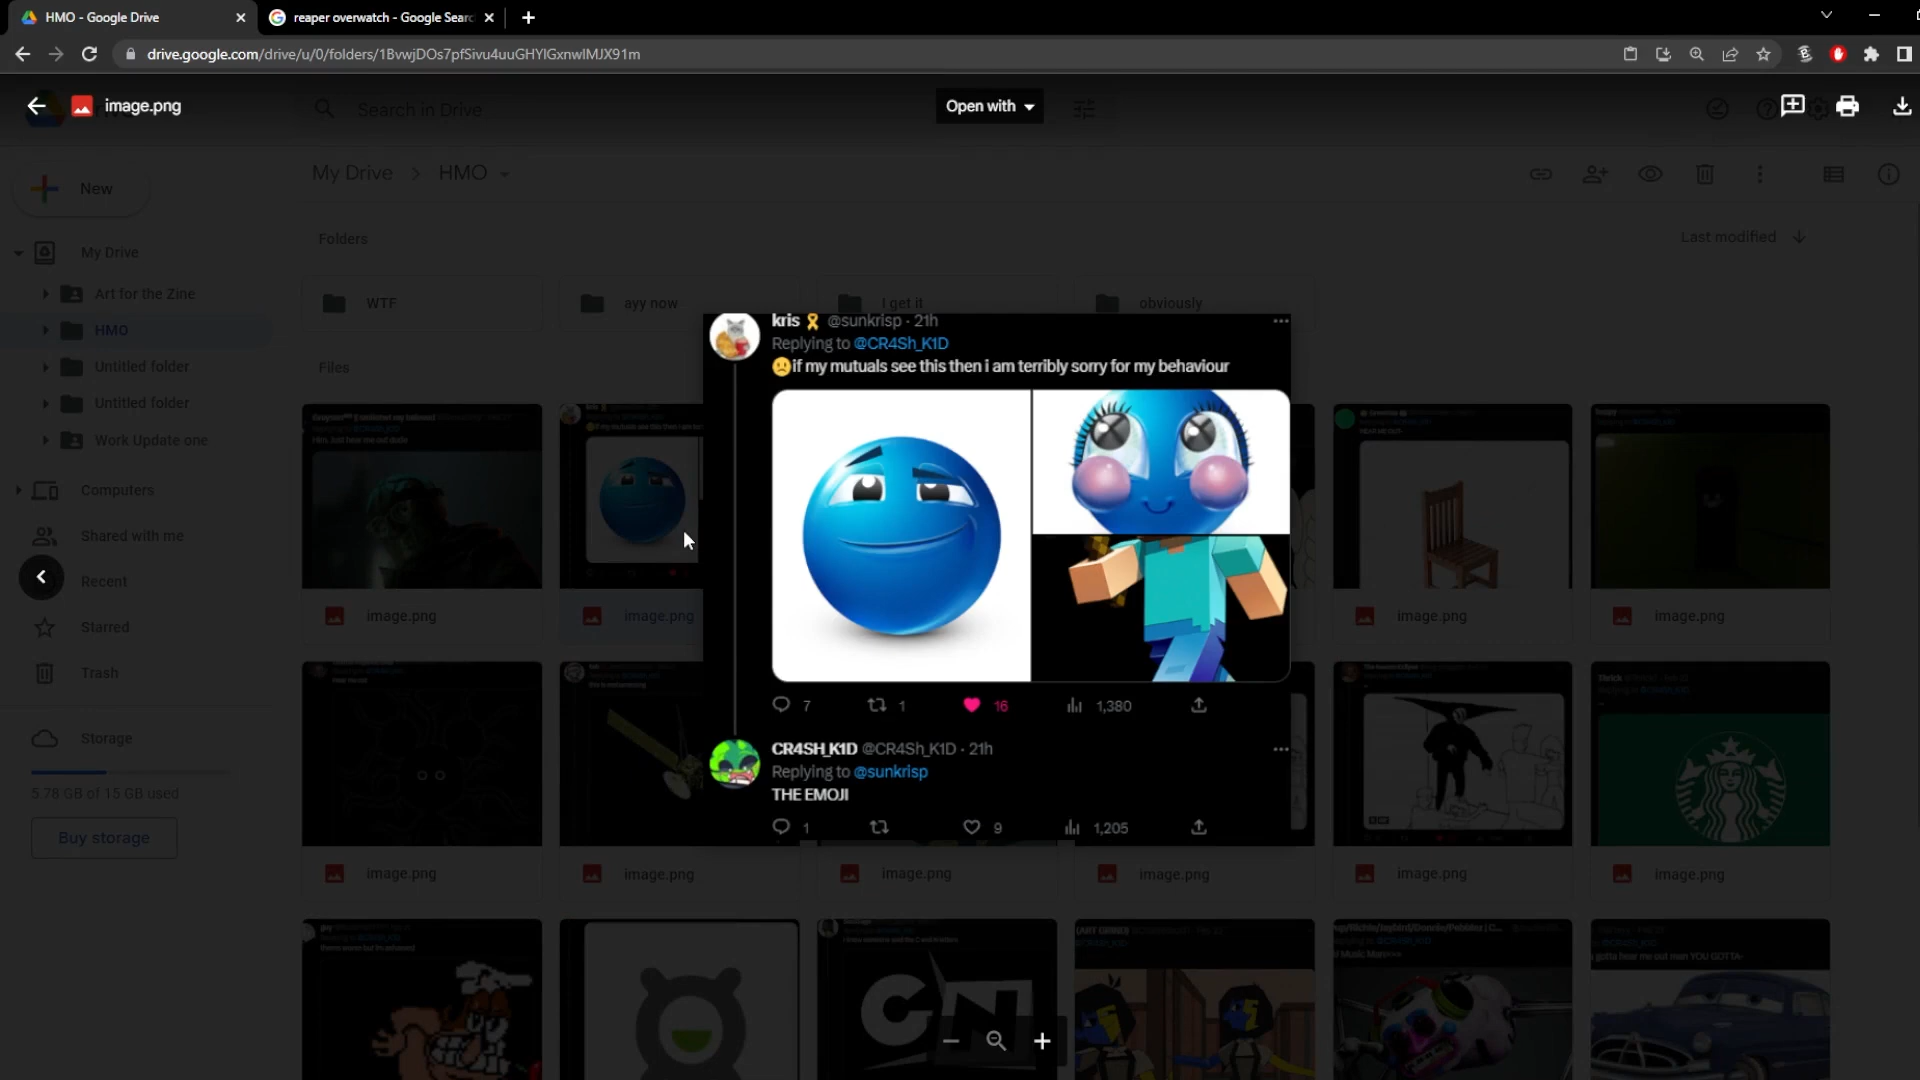 HMO - Google Drive
reaper overwatch - Google Sear
drive.google.com/drive/u/0/folders/1BvwjDOs7pfSivu4uuGHYIGxnwIMJX91m
image.png
Search in Drive
Open with
New
My Drive > HMO
Folders
Last modified
My Drive
Art for the Zine
HMO
Untitled folder
Untitled folder
Work Update one
Computers
Shared with me
Recent
Starred
Trash
Storage
5.78 GB of 15 GB used
Buy storage
WTF
ayy now
I get it
obviously
Files
kris @sunkrisp · 21h
Replying to @CR4Sh_K1D
if my mutuals see this then i am terribly sorry for my behaviour
7 1 16 1,380
CR4SH_K1D @CR4Sh_K1D · 21h
Replying to @sunkrisp
THE EMOJI
1 9 1,205
image.png
image.png
image.png
image.png
image.png
image.png
image.png
image.png
image.png
image.png
CN